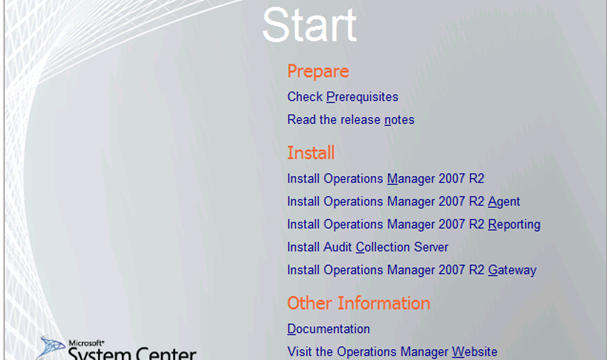 Start
Prepare
Check Prerequisites
Read the release notes
Install
Install Operations Manager 2007 R2
Install Operations Manager 2007 R2 Agent
Install Operations Manager 2007 R2 Reporting
Install Audit Collection Server
Install Operations Manager 2007 R2 Gateway
Other Information
Documentation
Visit the Operations Manager Website
Microsoft®
System Center